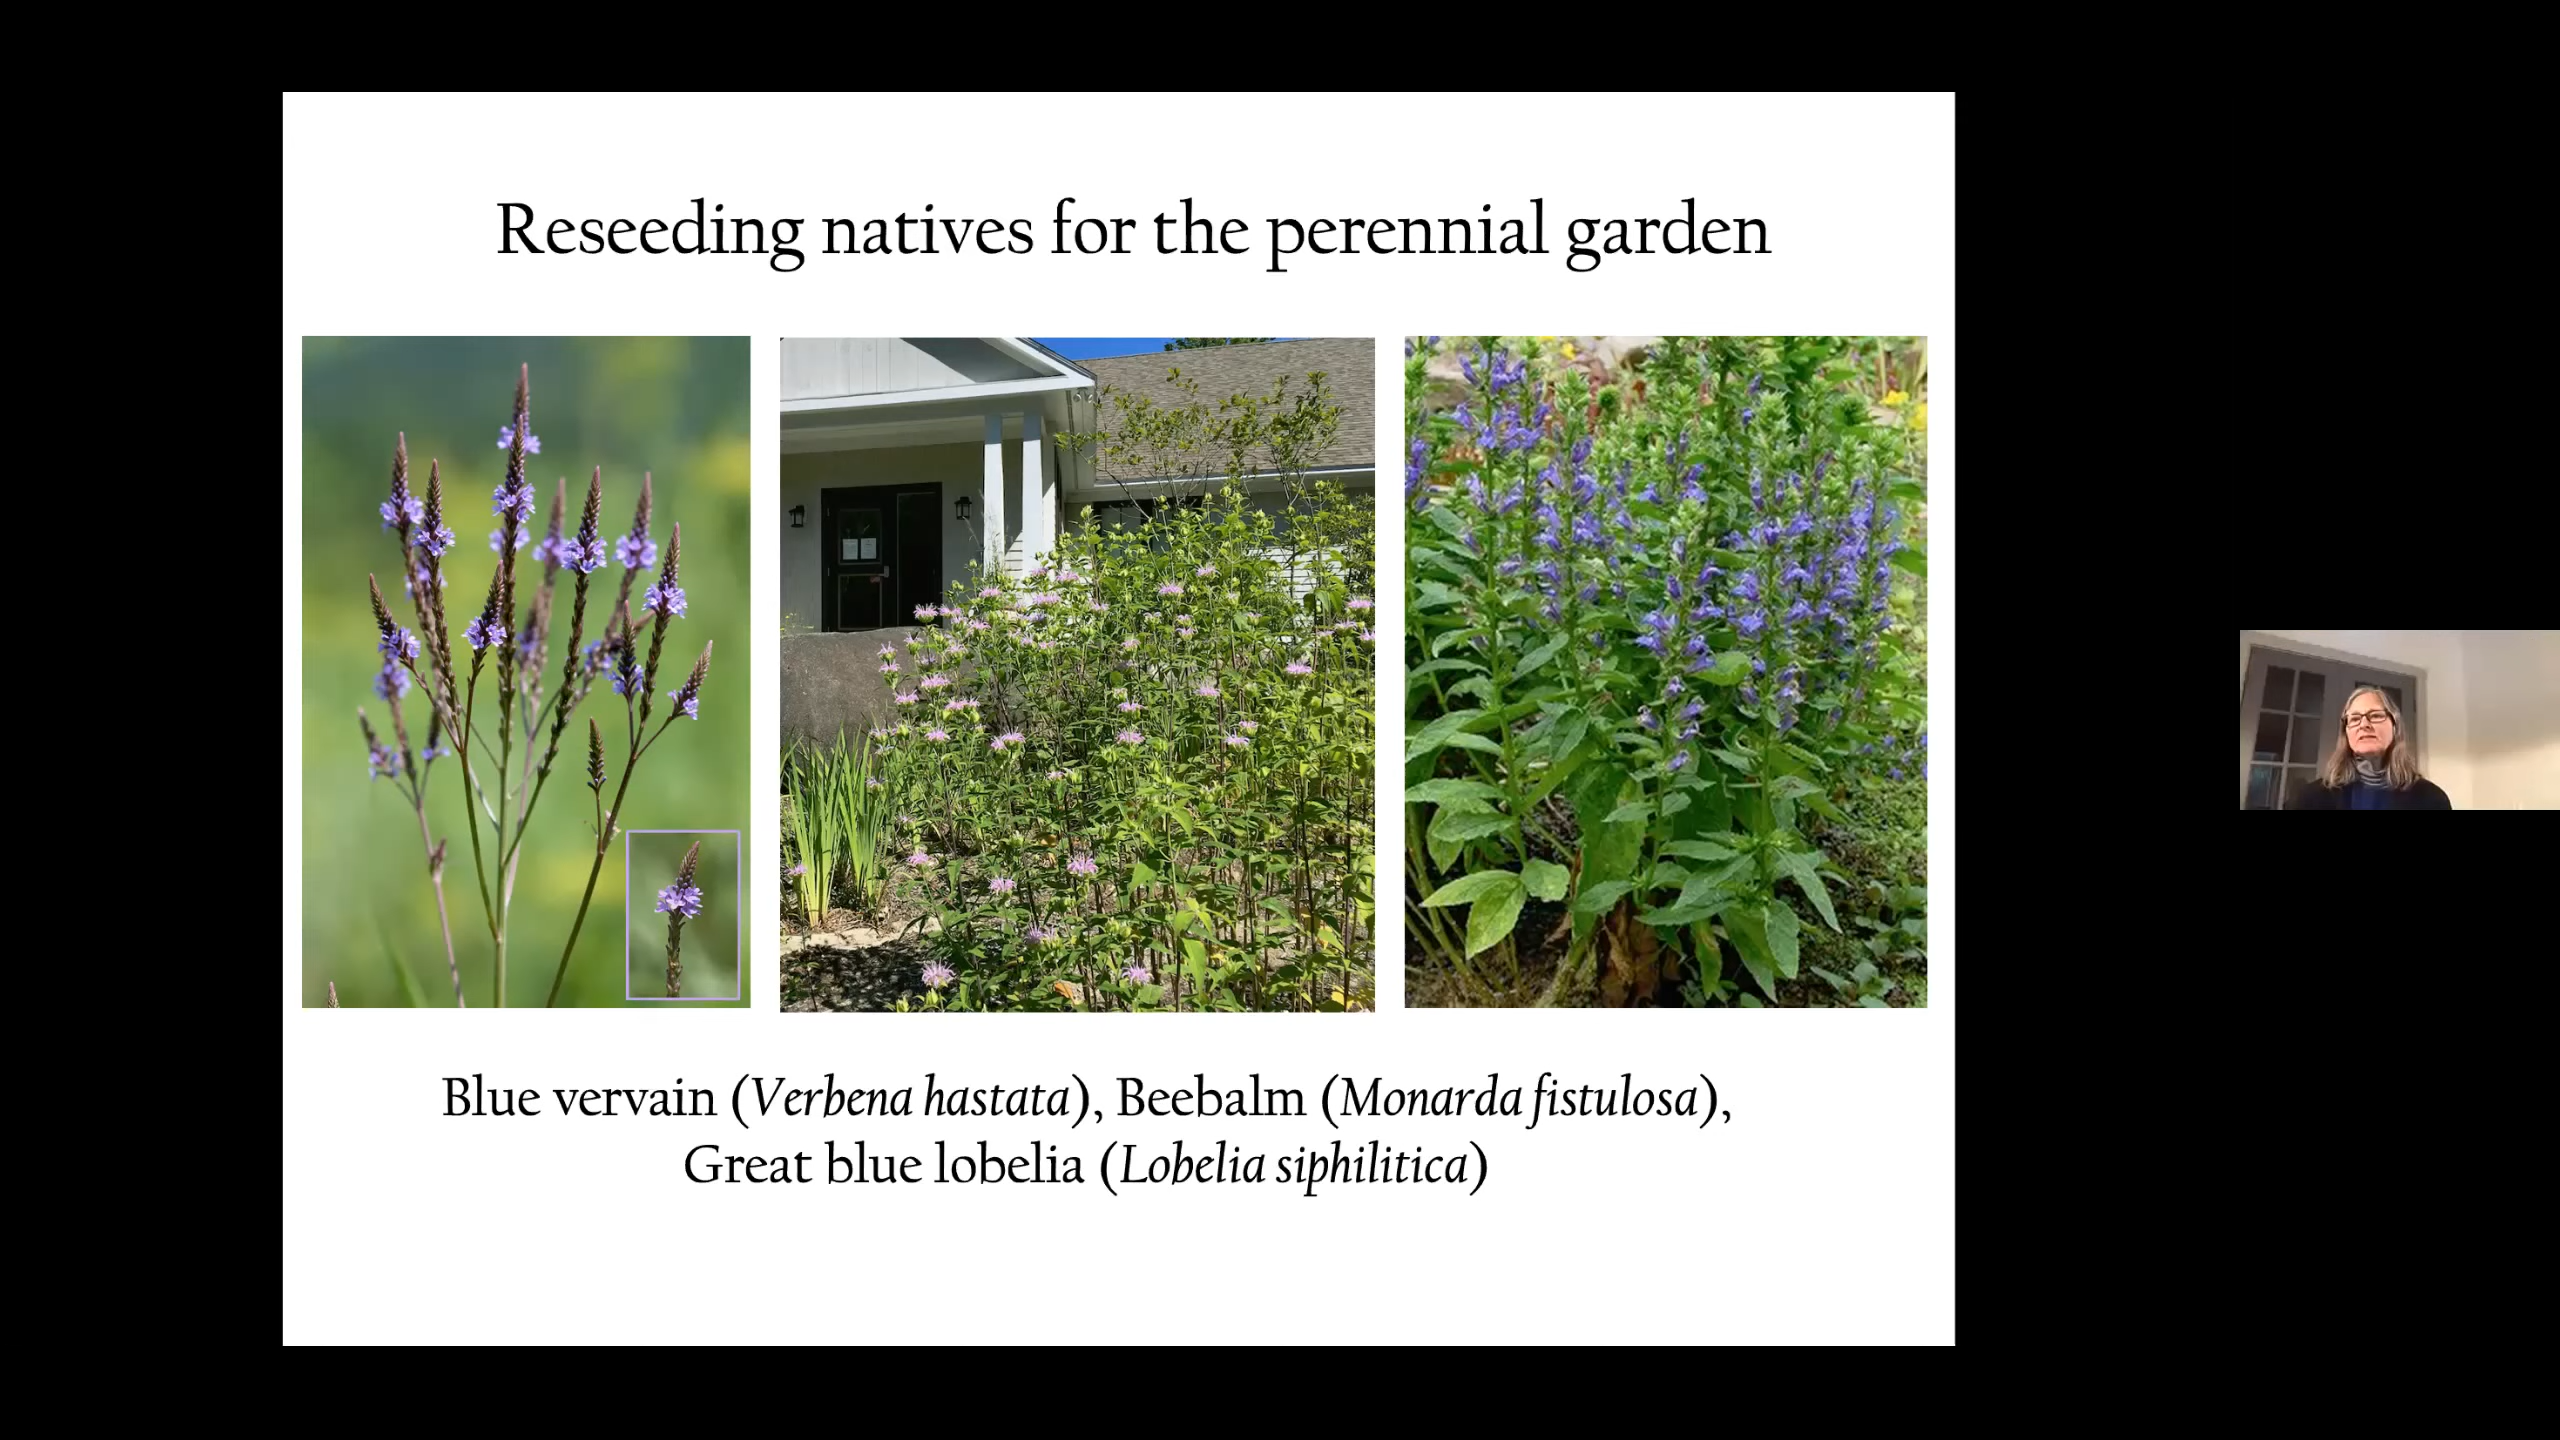 Reseeding natives for the perennial garden
Blue vervain (Verbena hastata), Beebalm (Monarda fistulosa),
Great blue lobelia (Lobelia siphilitica)